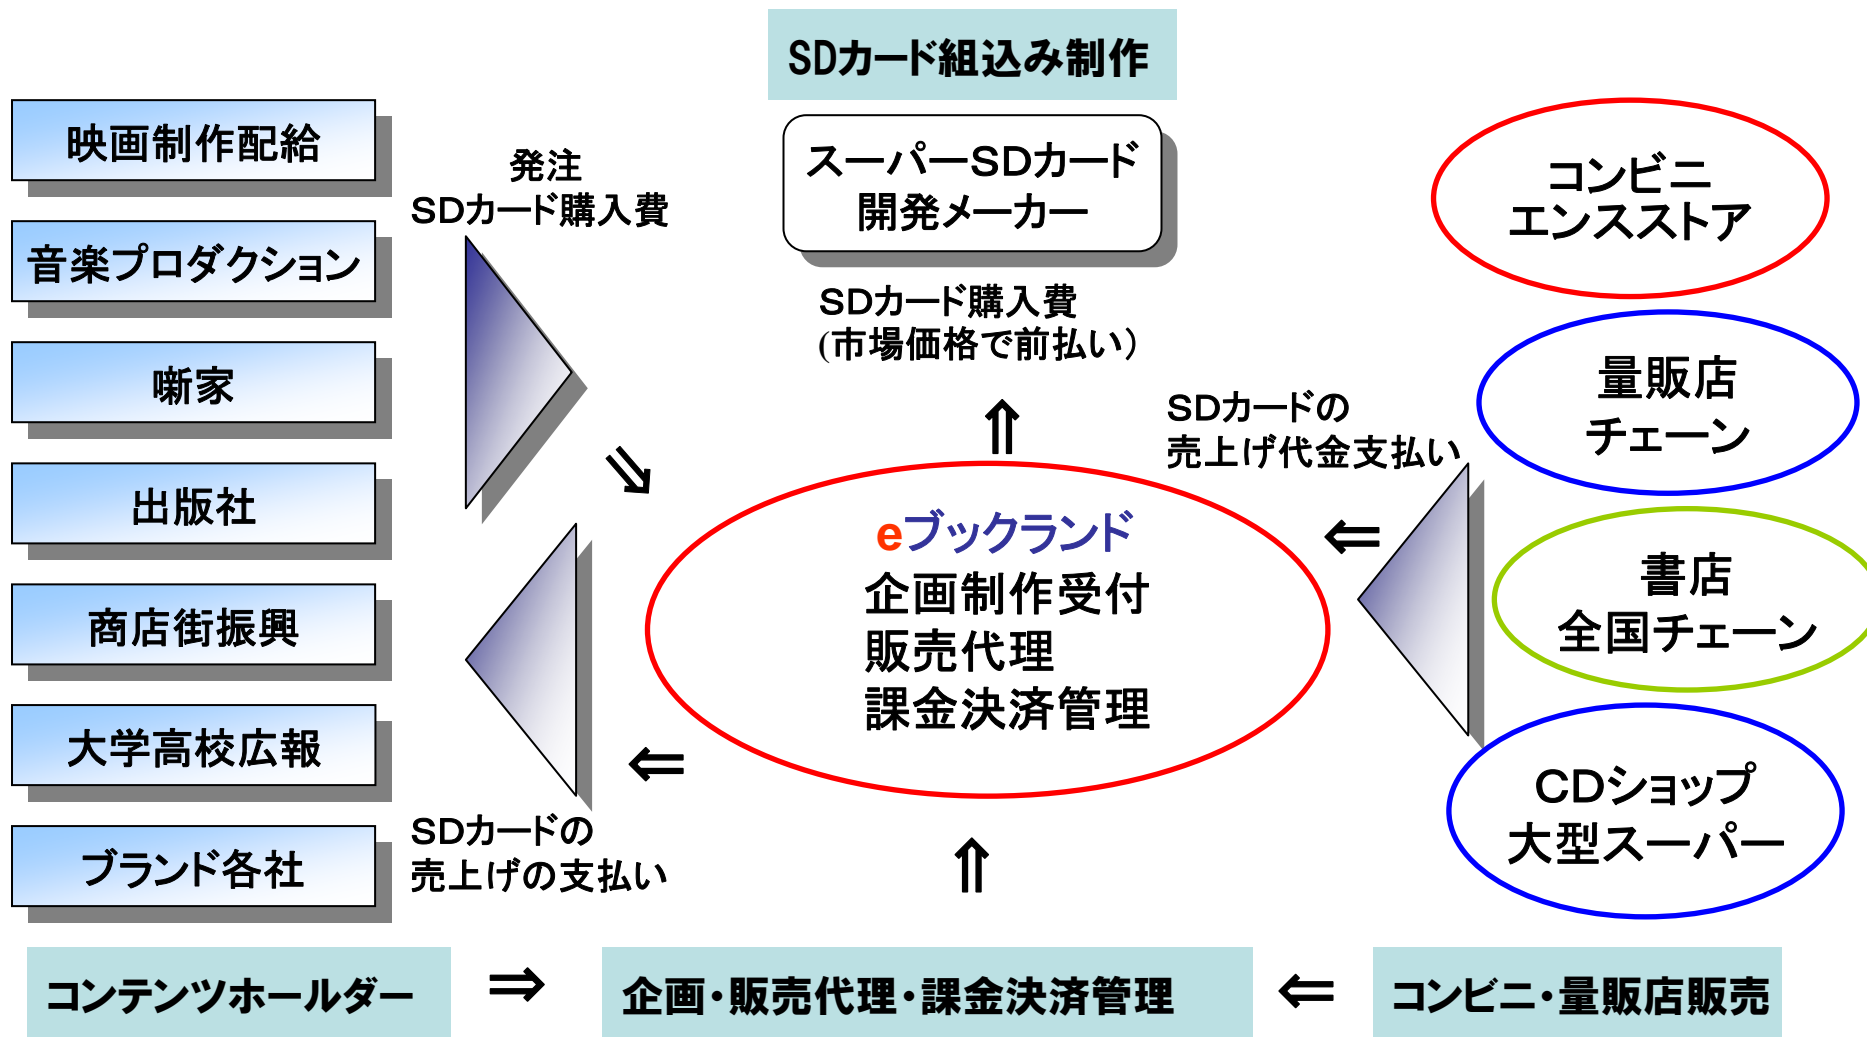 SDカード組込み制作
スーパーSDカード
開発メーカー
SDカード購入費
(市場価格で前払い)
映画制作配給
音楽プロダクション
噺家
出版社
商店街振興
大学高校広報
ブランド各社
発注
SDカード購入費
⇒
⇑
eブックランド
企画制作受付
販売代理
課金決済管理
⇐
SDカードの
売上げの支払い
⇑
SDカードの
売上げ代金支払い
⇐
コンビニ
エンスストア
量販店
チェーン
書店
全国チェーン
CDショップ
大型スーパー
コンテンツホールダー
⇒
企画・販売代理・課金決済管理
⇐
コンビニ・量販店販売